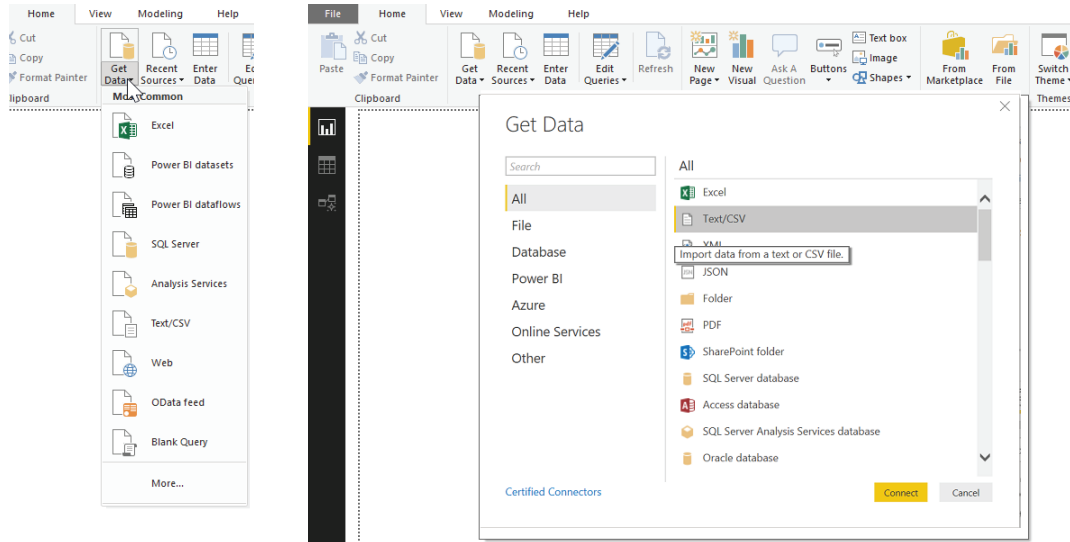 Home View Modeling Help
Cut
Copy
Format Painter
Get Data
Recent Sources
Enter Data
lipboard
Common
Excel
Power BI datasets
Power BI dataflows
SQL Server
Analysis Services
Text/CSV
Web
OData feed
Blank Query
More...
File Home View Modeling Help
Paste
Cut
Copy
Format Painter
Get Data
Recent Sources
Enter Data
Edit Queries
Refresh
New Page
New Visual
Ask A Question
Buttons
Text box
Image
Shapes
From Marketplace
From File
Switch Theme
Clipboard
Themes
Get Data
Search
All
File
Database
Power BI
Azure
Online Services
Other
All
Excel
Text/CSV
XML
Import data from a text or CSV file.
JSON
Folder
PDF
SharePoint folder
SQL Server database
Access database
SQL Server Analysis Services database
Oracle database
Certified Connectors
Connect
Cancel